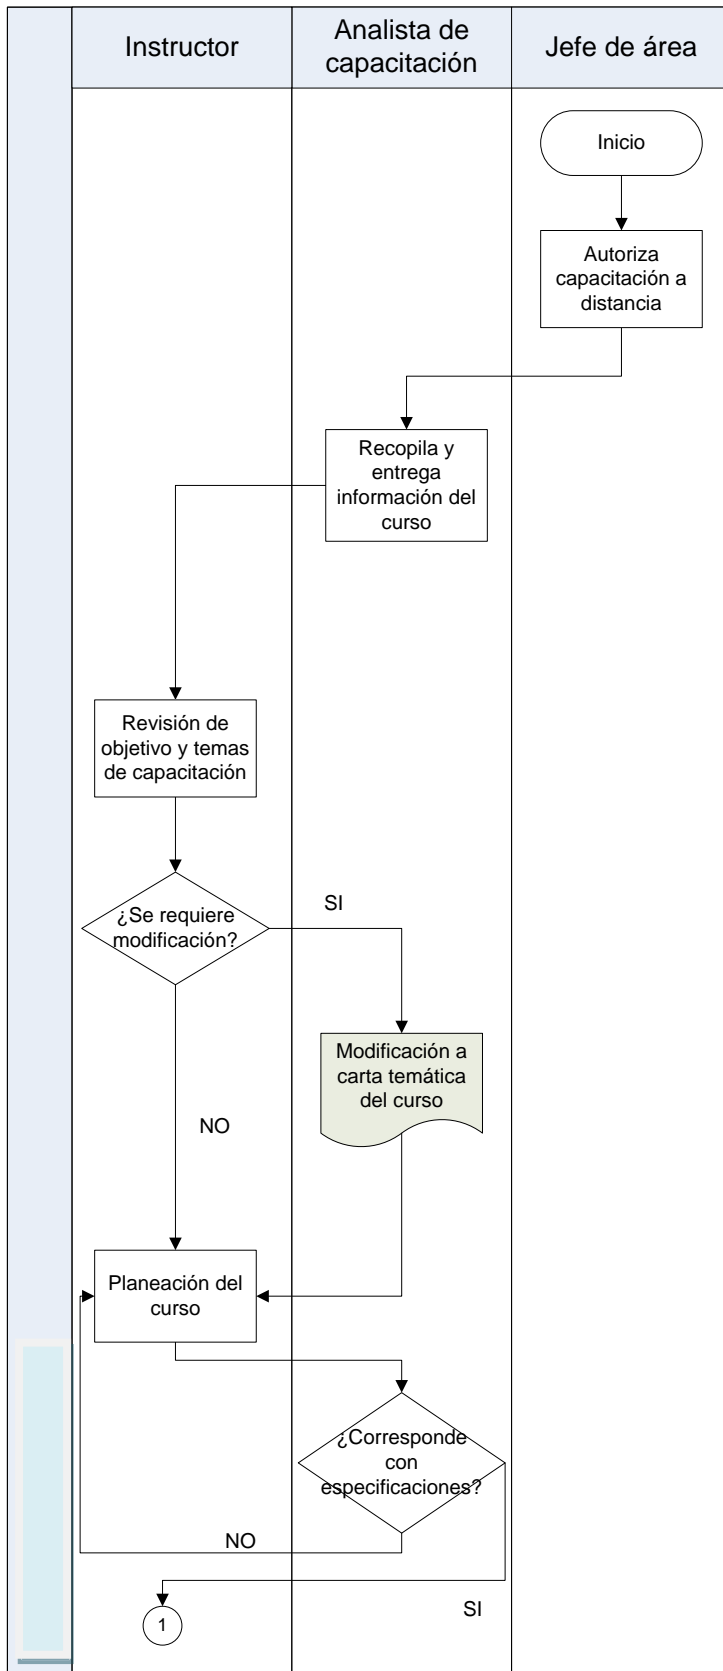 Instructor
Analista de
capacitación
Jefe de área
Inicio
Autoriza
capacitación a
distancia
Recopila y
entrega
información del
curso
Revisión de
objetivo y temas
de capacitación
¿Se requiere
modificación?
SI
Modificación a
carta temática
del curso
NO
Planeación del
curso
¿Corresponde
con
especificaciones?
NO
SI
1